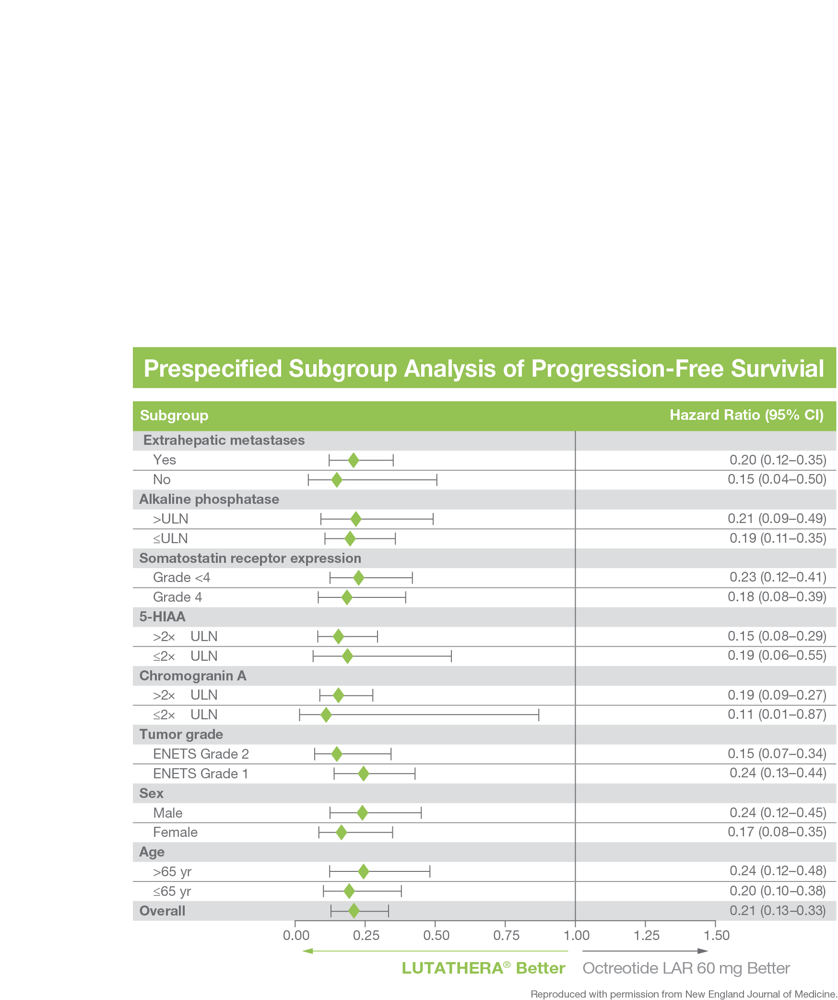 Prespecified Subgroup Analysis of Progression-Free Survivial
Subgroup Hazard Ratio (95% CI)
Extrahepatic metastases
Yes 0.20 (0.12–0.35)
No 0.15 (0.04–0.50)
Alkaline phosphatase
>ULN 0.21 (0.09–0.49)
≤ULN 0.19 (0.11–0.35)
Somatostatin receptor expression
Grade <4 0.23 (0.12–0.41)
Grade 4 0.18 (0.08–0.39)
5-HIAA
>2× ULN 0.15 (0.08–0.29)
≤2× ULN 0.19 (0.06–0.55)
Chromogranin A
>2× ULN 0.19 (0.09–0.27)
≤2× ULN 0.11 (0.01–0.87)
Tumor grade
ENETS Grade 2 0.15 (0.07–0.34)
ENETS Grade 1 0.24 (0.13–0.44)
Sex
Male 0.24 (0.12–0.45)
Female 0.17 (0.08–0.35)
Age
>65 yr 0.24 (0.12–0.48)
≤65 yr 0.20 (0.10–0.38)
Overall 0.21 (0.13–0.33)
0.00 0.25 0.50 0.75 1.00 1.25 1.50
LUTATHERA® Better Octreotide LAR 60 mg Better
Reproduced with permission from New England Journal of Medicine.